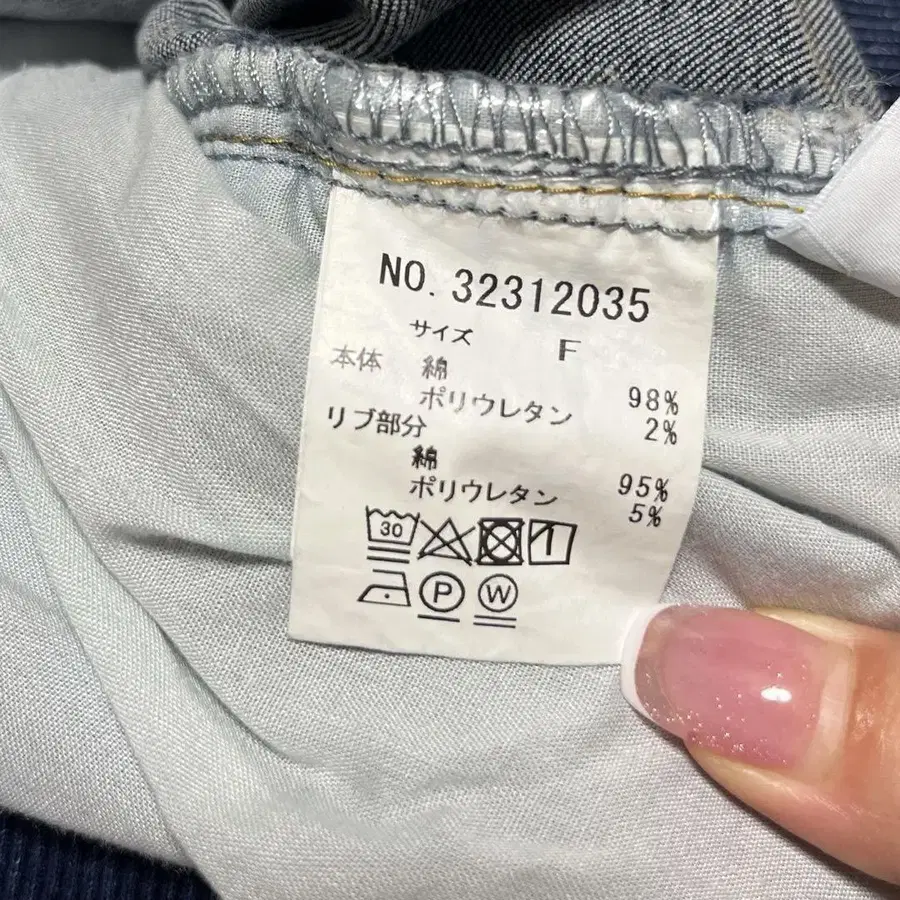 NO. 32312035
サイズ F
本体 綿 98%
ポリウレタン 2%
リブ部分
綿 95%
ポリウレタン 5%
30
P W